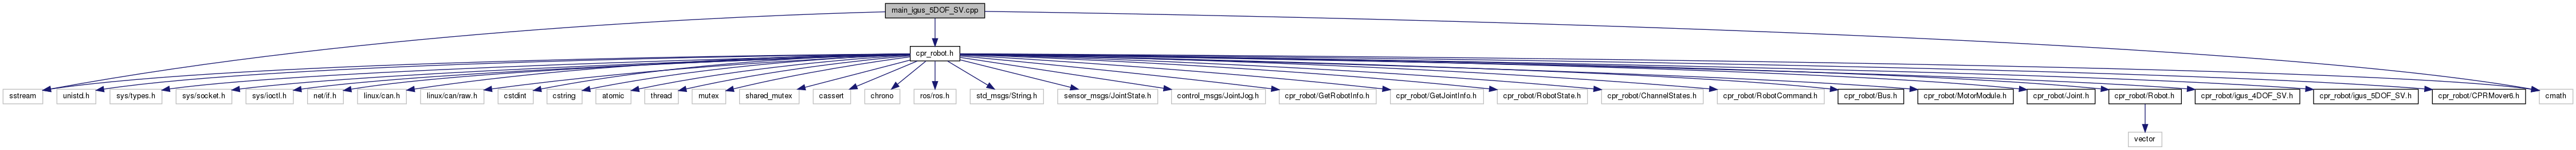 main_igus_5DOF_SV.cpp
cpr_robot.h
sstream
unistd.h
sys/types.h
sys/socket.h
sys/ioctl.h
net/if.h
linux/can.h
linux/can/raw.h
cstdint
cstring
atomic
thread
mutex
shared_mutex
cassert
chrono
ros/ros.h
std_msgs/String.h
sensor_msgs/JointState.h
control_msgs/JointJog.h
cpr_robot/GetRobotInfo.h
cpr_robot/GetJointInfo.h
cpr_robot/RobotState.h
cpr_robot/ChannelStates.h
cpr_robot/RobotCommand.h
cpr_robot/Bus.h
cpr_robot/MotorModule.h
cpr_robot/Joint.h
cpr_robot/Robot.h
cpr_robot/igus_4DOF_SV.h
cpr_robot/igus_5DOF_SV.h
cpr_robot/CPRMover6.h
cmath
vector